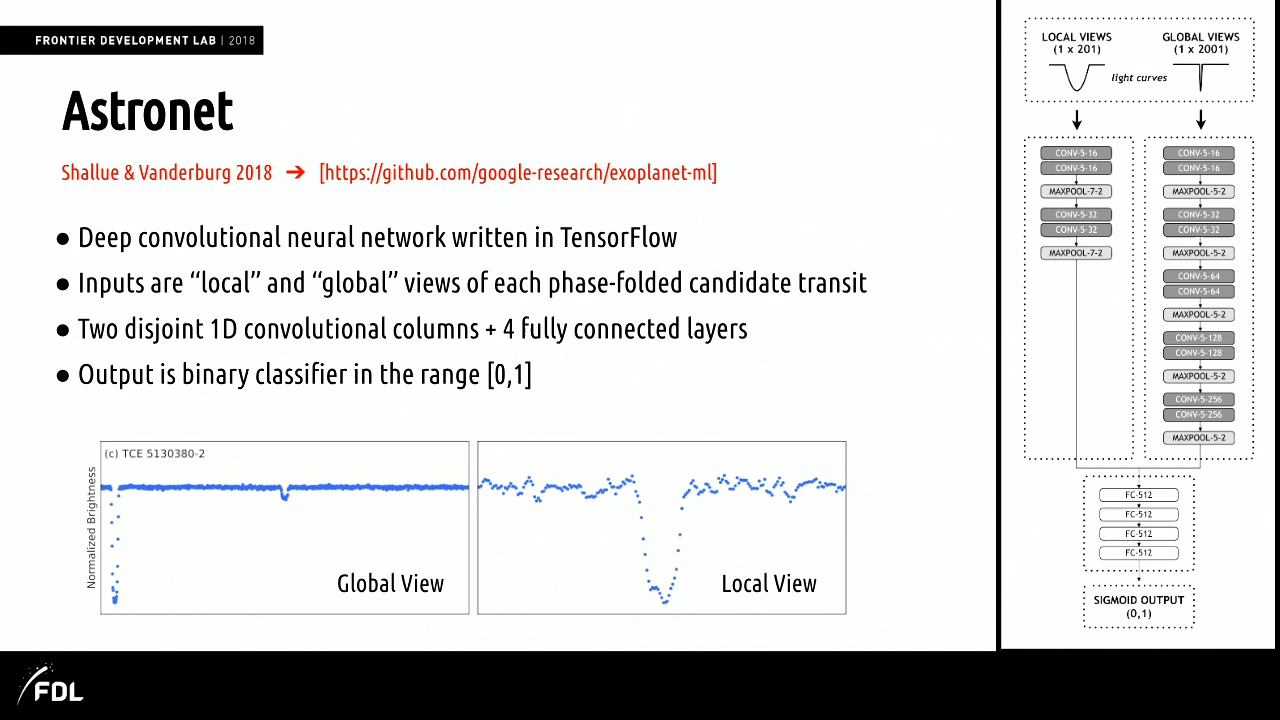 FRONTIER DEVELOPMENT LAB | 2018
Astronet
Shallue & Vanderburg 2018 ➔ [https://github.com/google-research/exoplanet-ml]
● Deep convolutional neural network written in TensorFlow
● Inputs are “local” and “global” views of each phase-folded candidate transit
● Two disjoint 1D convolutional columns + 4 fully connected layers
● Output is binary classifier in the range [0,1]
(c) TCE 5130380-2
Normalized Brightness
Global View
Local View
LOCAL VIEWS
(1 x 201)
GLOBAL VIEWS
(1 x 2001)
light curves
CONV-5-16
CONV-5-16
MAXPOOL-7-2
CONV-5-32
CONV-5-32
MAXPOOL-7-2
CONV-5-16
CONV-5-16
MAXPOOL-5-2
CONV-5-32
CONV-5-32
MAXPOOL-5-2
CONV-5-64
CONV-5-64
MAXPOOL-5-2
CONV-5-128
CONV-5-128
MAXPOOL-5-2
CONV-5-256
CONV-5-256
MAXPOOL-5-2
FC-512
FC-512
FC-512
FC-512
SIGMOID OUTPUT
(0,1)
FDL